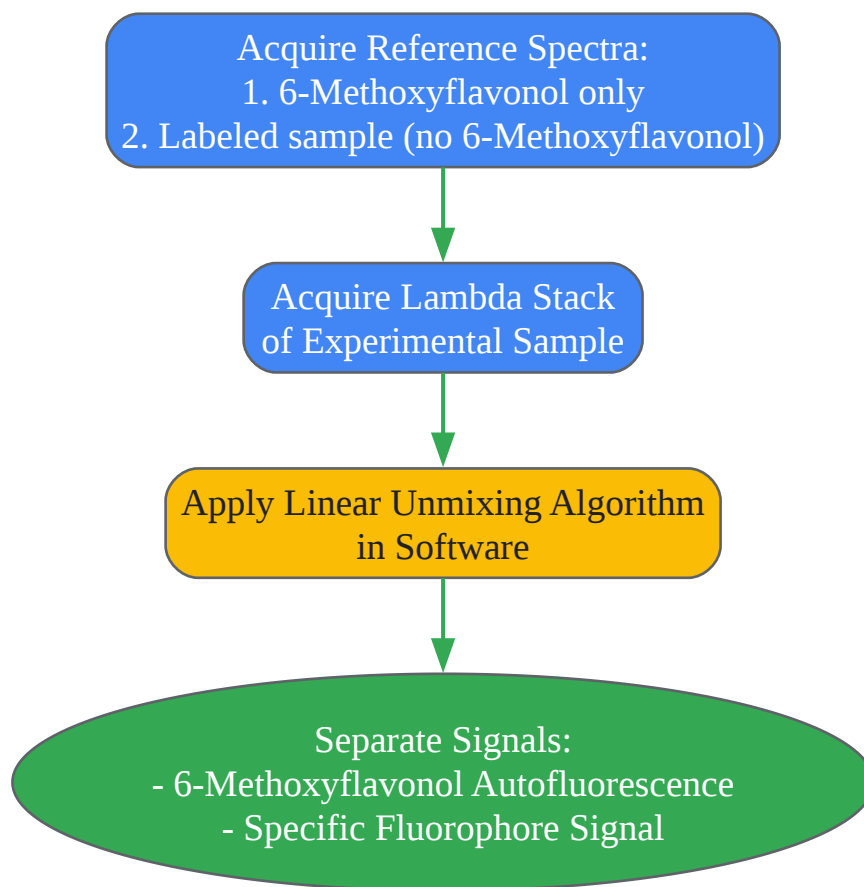 Acquire Reference Spectra:
1. 6-Methoxyflavonol only
2. Labeled sample (no 6-Methoxyflavonol)
Acquire Lambda Stack
of Experimental Sample
Apply Linear Unmixing Algorithm
in Software
Separate Signals:
- 6-Methoxyflavonol Autofluorescence
- Specific Fluorophore Signal